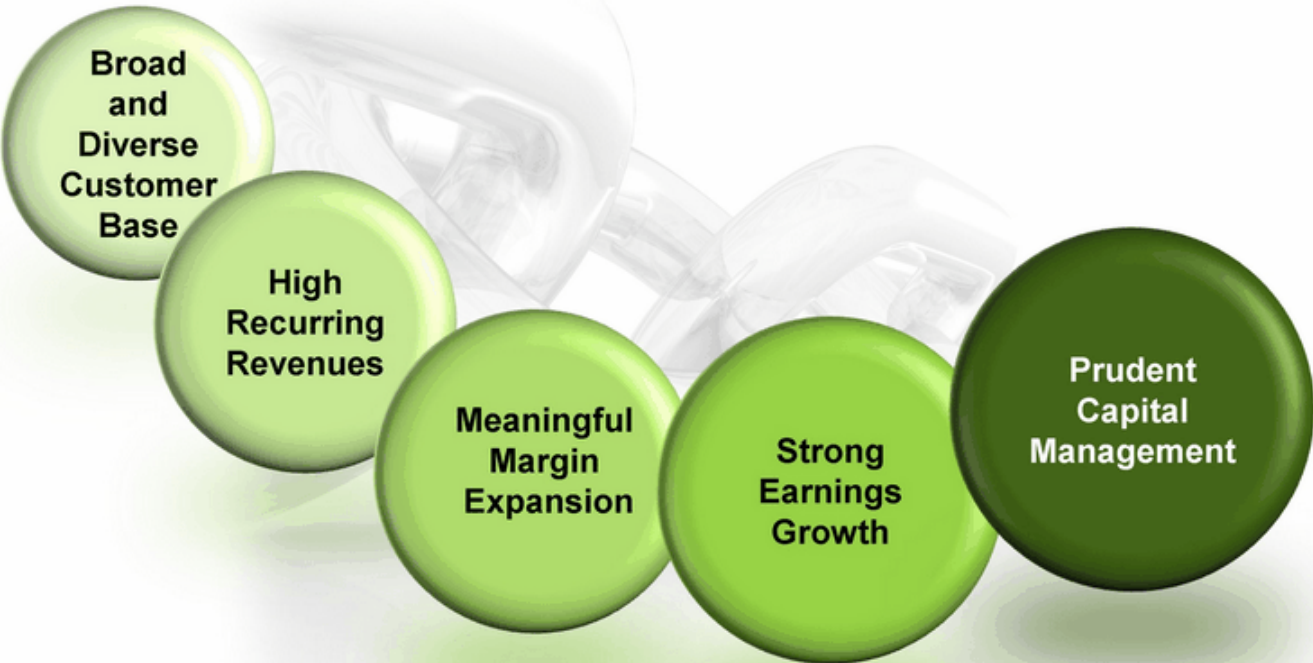 Broad
and
Diverse
Customer
Base
High
Recurring
Revenues
Meaningful
Margin
Expansion
Strong
Earnings
Growth
Prudent
Capital
Management